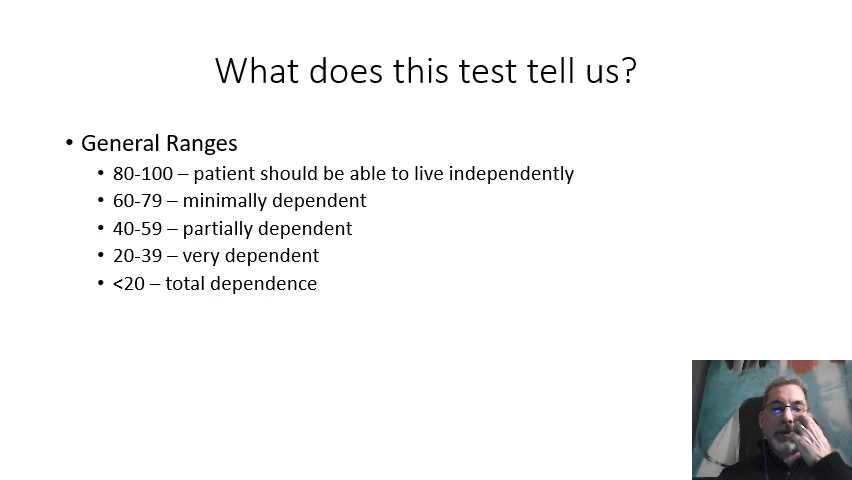 What does this test tell us?
• General Ranges
• 80-100 – patient should be able to live independently
• 60-79 – minimally dependent
• 40-59 – partially dependent
• 20-39 – very dependent
• <20 – total dependence